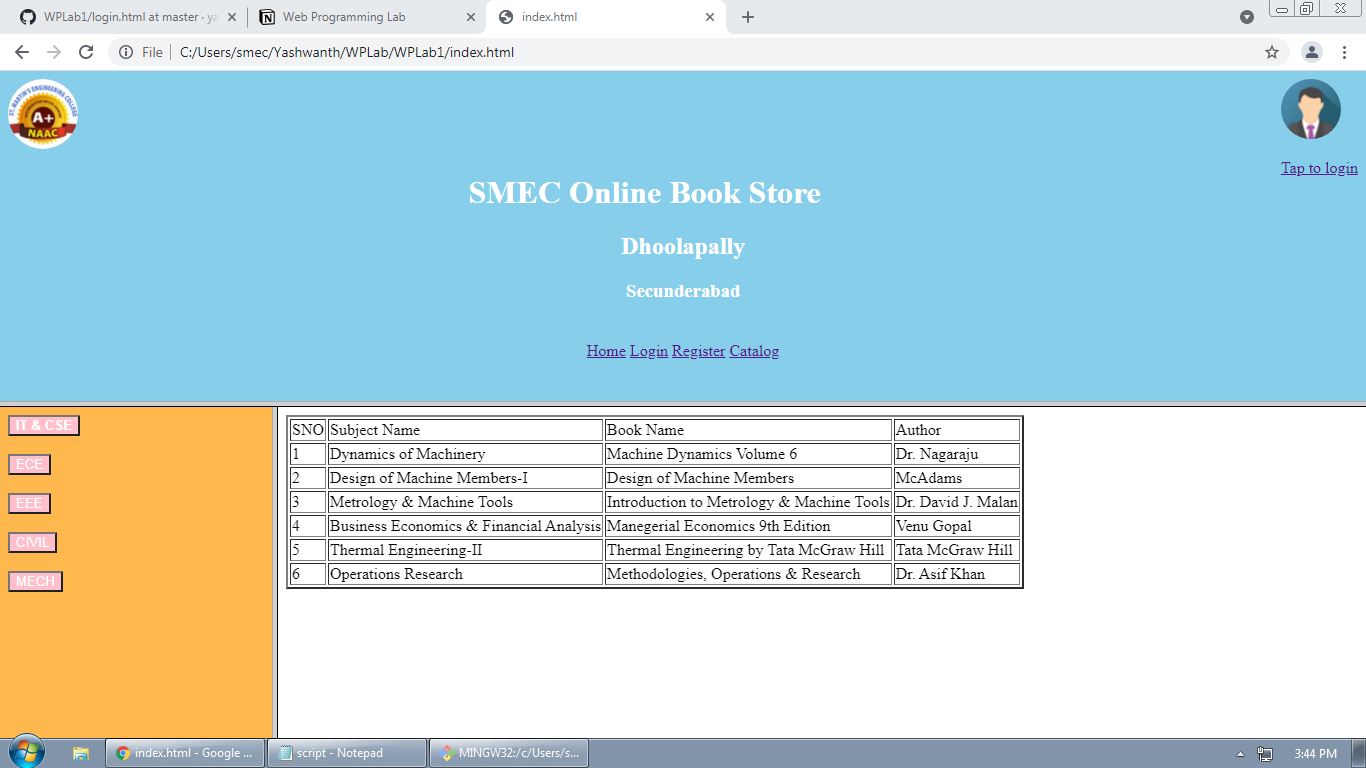 WPLab1/login.html at master · ya
Web Programming Lab
index.html
File
C:/Users/smec/Yashwanth/WPLab/WPLab1/index.html
ST. MARTIN'S ENGINEERING COLLEGE
A+
NAAC
Tap to login
SMEC Online Book Store
Dhoolapally
Secunderabad
Home Login Register Catalog
IT & CSE
ECE
EEE
CIVIL
MECH
SNO Subject Name Book Name Author
1 Dynamics of Machinery Machine Dynamics Volume 6 Dr. Nagaraju
2 Design of Machine Members-I Design of Machine Members McAdams
3 Metrology & Machine Tools Introduction to Metrology & Machine Tools Dr. David J. Malan
4 Business Economics & Financial Analysis Manegerial Economics 9th Edition Venu Gopal
5 Thermal Engineering-II Thermal Engineering by Tata McGraw Hill Tata McGraw Hill
6 Operations Research Methodologies, Operations & Research Dr. Asif Khan
index.html - Google ...
script - Notepad
MINGW32:/c/Users/s...
3:44 PM